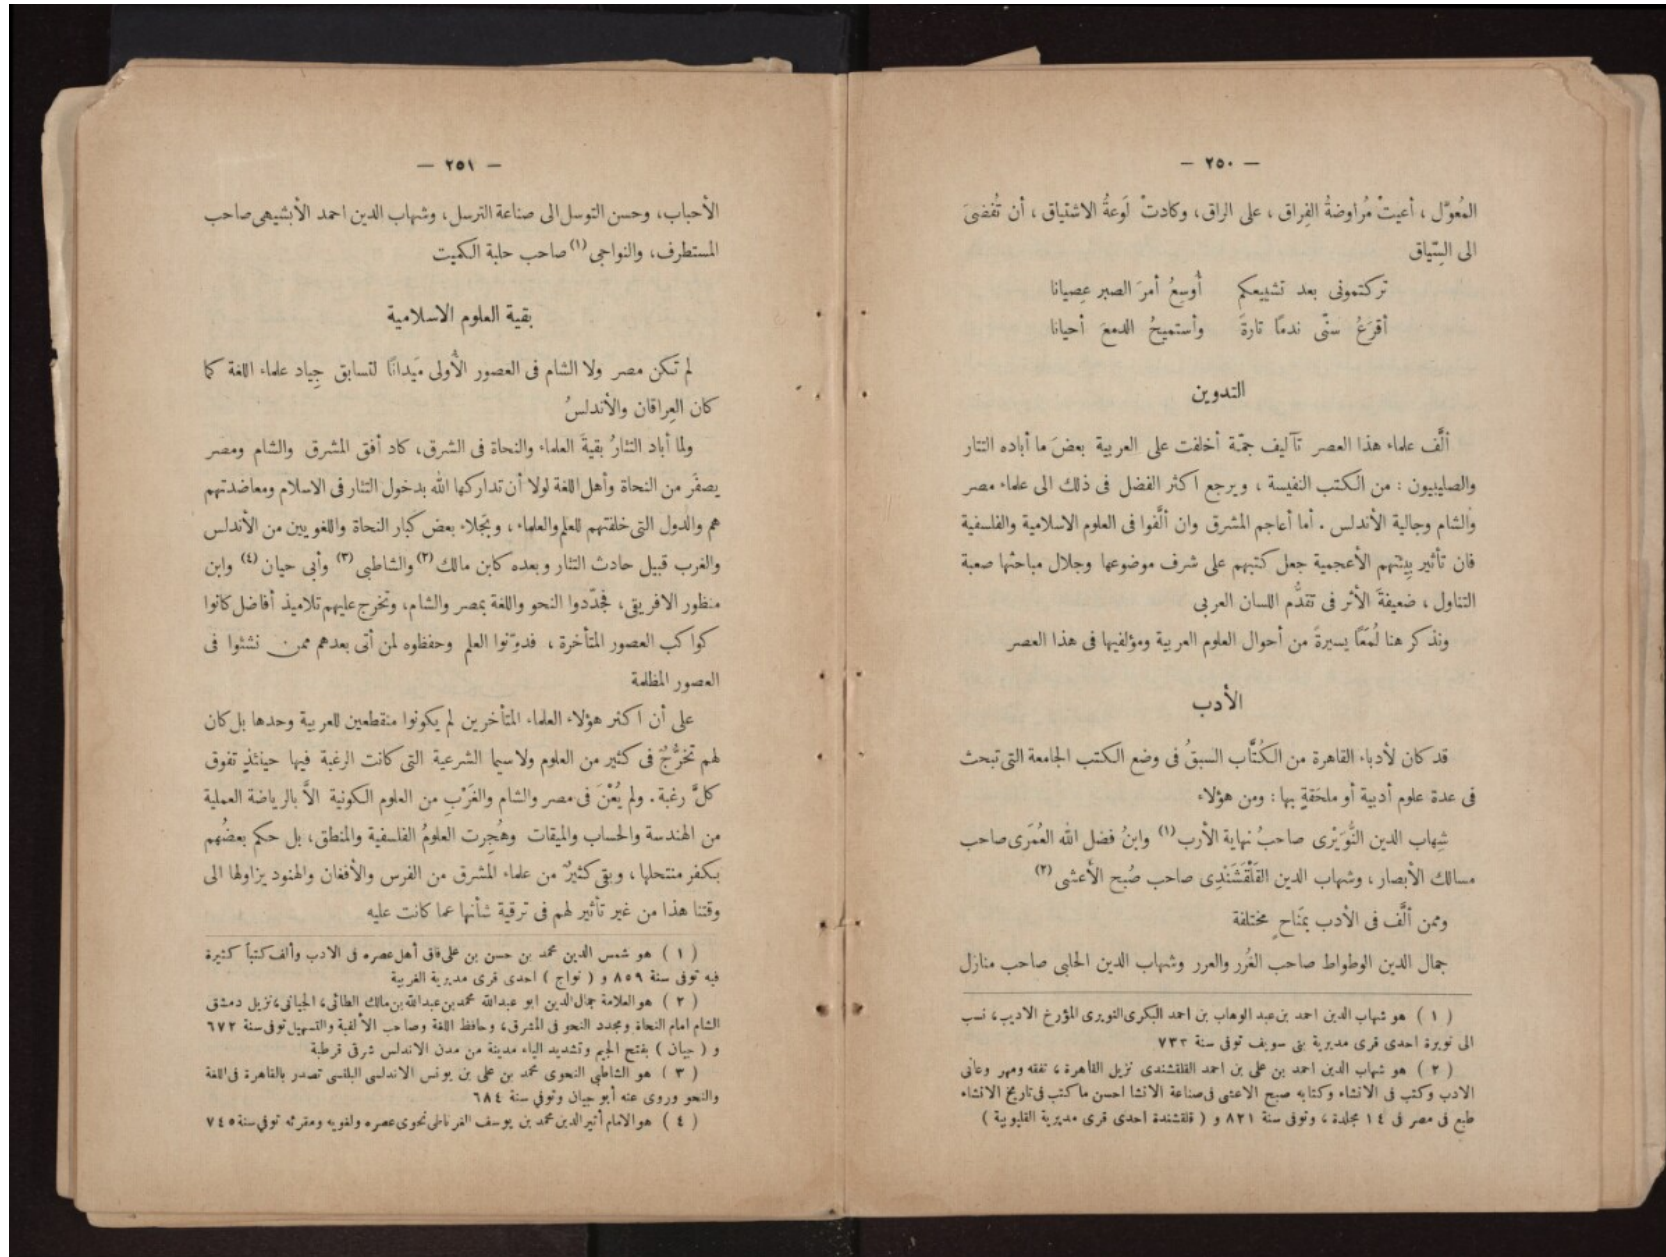 — ٢٥٠ —
المُعوَّل ، أعيتْ مُراوضةُ الفِراق ، على الراق، وكادتْ لَوعةُ الاشتياق ، أن تُفضىَ
الى السِّياق
تركتمونى بعد تشييعكم أُوسِعُ أمرَ الصبر عِصيانا
أقرَعُ سنّى ندمًا تارةً وأستميحُ الدمعَ أحيانا
التدوين
ألَّف علماء هذا العصر تآليف جمّة أخلفت على العربية بعضَ ما أباده التتار
والصليبيون : من الكتب النفيسة ، ويرجع أكثر الفضل فى ذلك الى علماء مصر
والشام وجالية الأندلس . أما أعاجم المشرق وان ألَّفوا فى العلوم الاسلامية والفلسفية
فان تأثير بِيئتهم الأعجمية جعل كتبهم على شرف موضوعها وجلال مباحثها صعبة
التناول ، ضعيفةَ الأثر فى تقدُّم اللسان العربى
ونذكر هنا لُمَعًا يسيرةً من أحوال العلوم العربية ومؤلفيها فى هذا العصر
الأدب
قد كان لأدباء القاهرة من الكُتَّاب السبقُ فى وضع الكتب الجامعة التى تبحث
فى عدة علوم أدبية أو ملحَقةٍ بها : ومن هؤلاء
شِهاب الدين النُّوَيْرى صاحبُ نهاية الأرب (١) وابنُ فضل الله العُمَرى صاحب
مسالك الأبصار ، وشهاب الدين القَلْقَشَنْدِى صاحب صُبح الأعشى (٢)
وممن ألَّف فى الأدب بمَناحٍ مختلفة
جمال الدين الوطواط صاحب الغُرر والعرر وشهاب الدين الحلبى صاحب منازل
( ١ ) هو شهاب الدين احمد بن عبد الوهاب بن احمد البكرى النويرى المؤرخ الاديب، نسب
الى نويرة احدى قرى مديرية بنى سويف توفى سنة ٧٣٣
( ٢ ) هو شهاب الدين احمد بن على بن احمد القلقشندى نزيل القاهرة ، تفقه ومهر وعانى
الادب وكتب فى الانشاء وكتابه صبح الاعشى فى صناعة الانشا احسن ما كتب فى تاريخ الانشاء
طبع فى مصر فى ١٤ مجلدة ، وتوفى سنة ٨٢١ و ( قلقشندة احدى قرى مديرية القليوبية )
— ٢٥١ —
الأحباب، وحسن التوسل الى صناعة الترسل، وشهاب الدين احمد الأبشيهى صاحب
المستطرف، والنواجى (١) صاحب حلبة الكميت
بقية العلوم الاسلامية
لم تكن مصر ولا الشام فى العصور الأُولى مَيدانًا لتسابق جِياد علماء اللغة كما
كان العِراقان والأندلسُ
ولما أباد التتارُ بقيةَ العلماء والنحاة فى الشرق، كاد أفق المشرق والشام ومصر
يصفَر من النحاة وأهل اللغة لولا أن تداركها الله بدخول التتار فى الاسلام ومعاضدتهم
هم والدول التى خلفتهم للعلم والعلماء ، وبجلاء بعض كبار النحاة واللغويين من الأندلس
والغرب قبيل حادث التتار وبعده كابن مالك (٢) والشاطبى (٣) وأبى حيان (٤) وابن
منظور الافريقى، فجدّدوا النحو واللغة بمصر والشام، وتخرج عليهم تلاميذ أفاضل كانوا
كواكب العصور المتأخرة ، فدوّنوا العلم وحفظوه لمن أتى بعدهم ممن نشئوا فى
العصور المظلمة
على أن أكثر هؤلاء العلماء المتأخرين لم يكونوا منقطعين للعربية وحدها بل كان
لهم تخرُّجٌ فى كثير من العلوم ولاسيما الشرعية التى كانت الرغبة فيها حينئذٍ تفوق
كلَّ رغبة . ولم يُعْنَ فى مصر والشام والغَرْبِ من العلوم الكونية الاَّ بالرياضة العملية
من الهندسة والحساب والميقات وهُجِرت العلومُ الفلسفية والمنطق، بل حكم بعضُهم
بكفر منتحلها ، وبقى كثيرٌ من علماء المشرق من الفرس والأفغان والهنود يزاولها الى
وقتنا هذا من غير تأثير لهم فى ترقية شأنها عما كانت عليه
( ١ ) هو شمس الدين محمد بن حسن بن على فاق أهل عصره فى الادب وألف كتباً كثيرة
فيه توفى سنة ٨٥٩ و ( نواج ) احدى قرى مديرية الغربية
( ٢ ) هو العلامة جمال الدين ابو عبدالله محمد بن عبدالله بن مالك الطائى، الجيانى، نزيل دمشق
الشام امام النحاة ومجدد النحو فى المشرق، وحافظ اللغة وصاحب الألفية والتسهيل توفى سنة ٦٧٢
و ( جيان ) بفتح الجيم وتشديد الياء مدينة من مدن الاندلس شرقى قرطبة
( ٣ ) هو الشاطبى النحوى محمد بن على بن يونس الاندلسى البلنسى تصدر بالقاهرة فى اللغة
والنحو وروى عنه أبو حيان وتوفى سنة ٦٨٤
( ٤ ) هو الامام أثير الدين محمد بن يوسف الغرناطى نحوى عصره ولغويه ومقرئه توفى سنة ٧٤٥